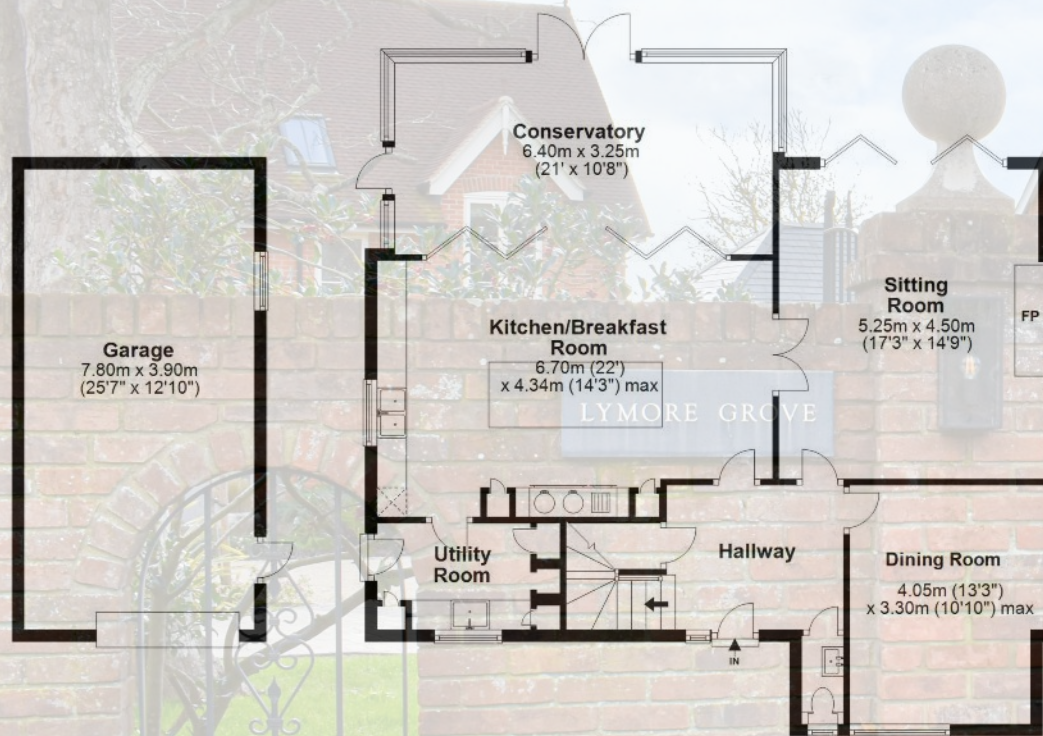 Conservatory
6.40m x 3.25m
(21' x 10'8")
Sitting
Room
5.25m x 4.50m
(17'3" x 14'9")
FP
Kitchen/Breakfast
Room
6.70m (22')
x 4.34m (14'3") max
Garage
7.80m x 3.90m
(25'7" x 12'10")
LYMORE GROVE
Utility
Room
Hallway
Dining Room
4.05m (13'3")
x 3.30m (10'10") max
IN